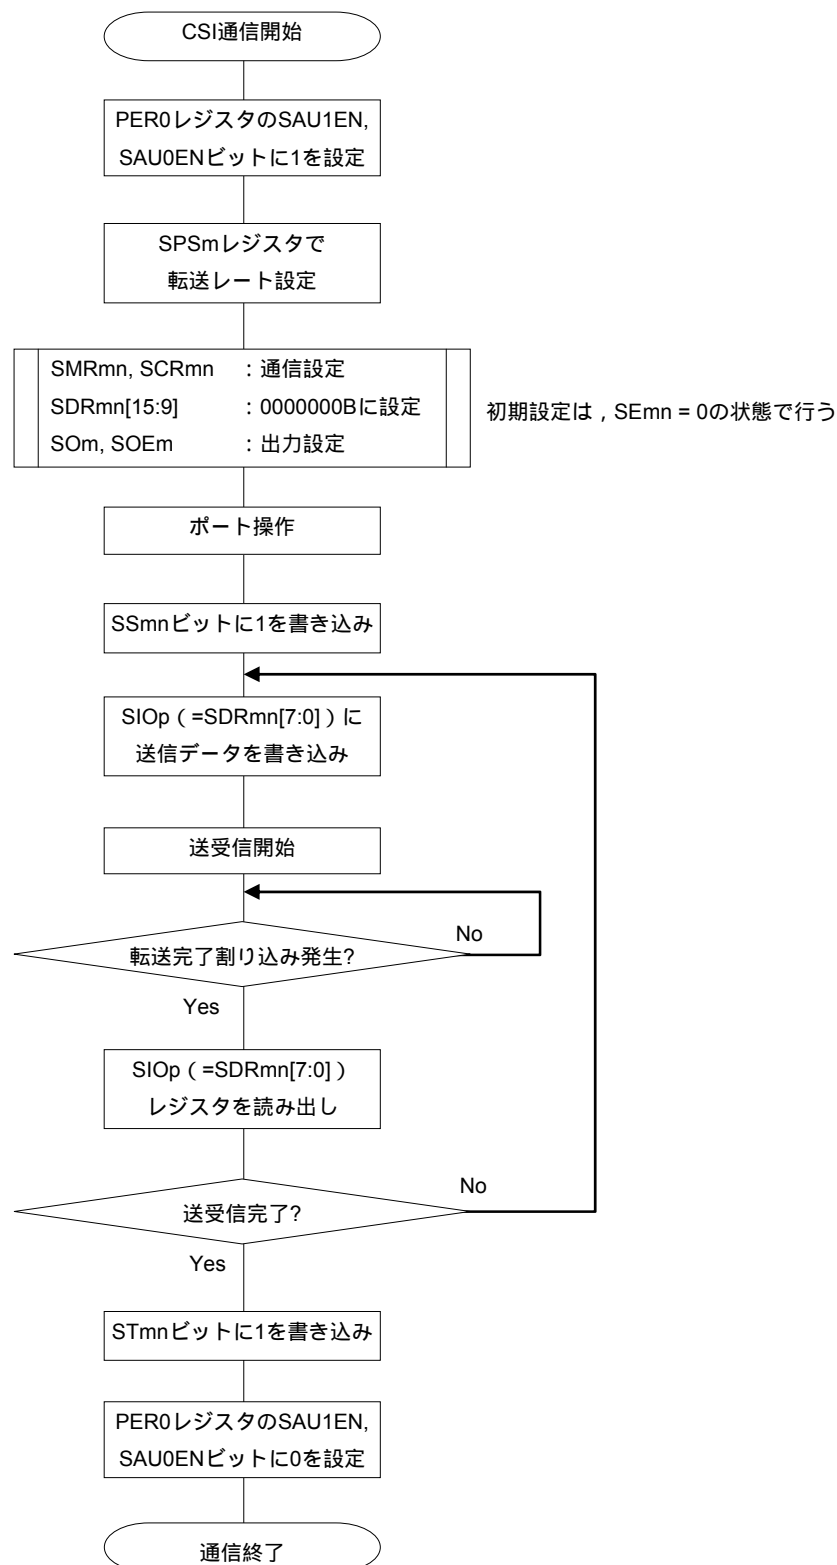 CSI通信開始
PER0レジスタのSAU1EN,
SAU0ENビットに1を設定
SPSmレジスタで
転送レート設定
SMRmn, SCRmn ：通信設定
SDRmn[15:9] ：0000000Bに設定
SOm, SOEm ：出力設定
初期設定は，SEmn = 0の状態で行う
ポート操作
SSmnビットに1を書き込み
SIOp（=SDRmn[7:0]）に
送信データを書き込み
送受信開始
転送完了割り込み発生?
No
Yes
SIOp（=SDRmn[7:0]）
レジスタを読み出し
送受信完了?
No
Yes
STmnビットに1を書き込み
PER0レジスタのSAU1EN,
SAU0ENビットに0を設定
通信終了